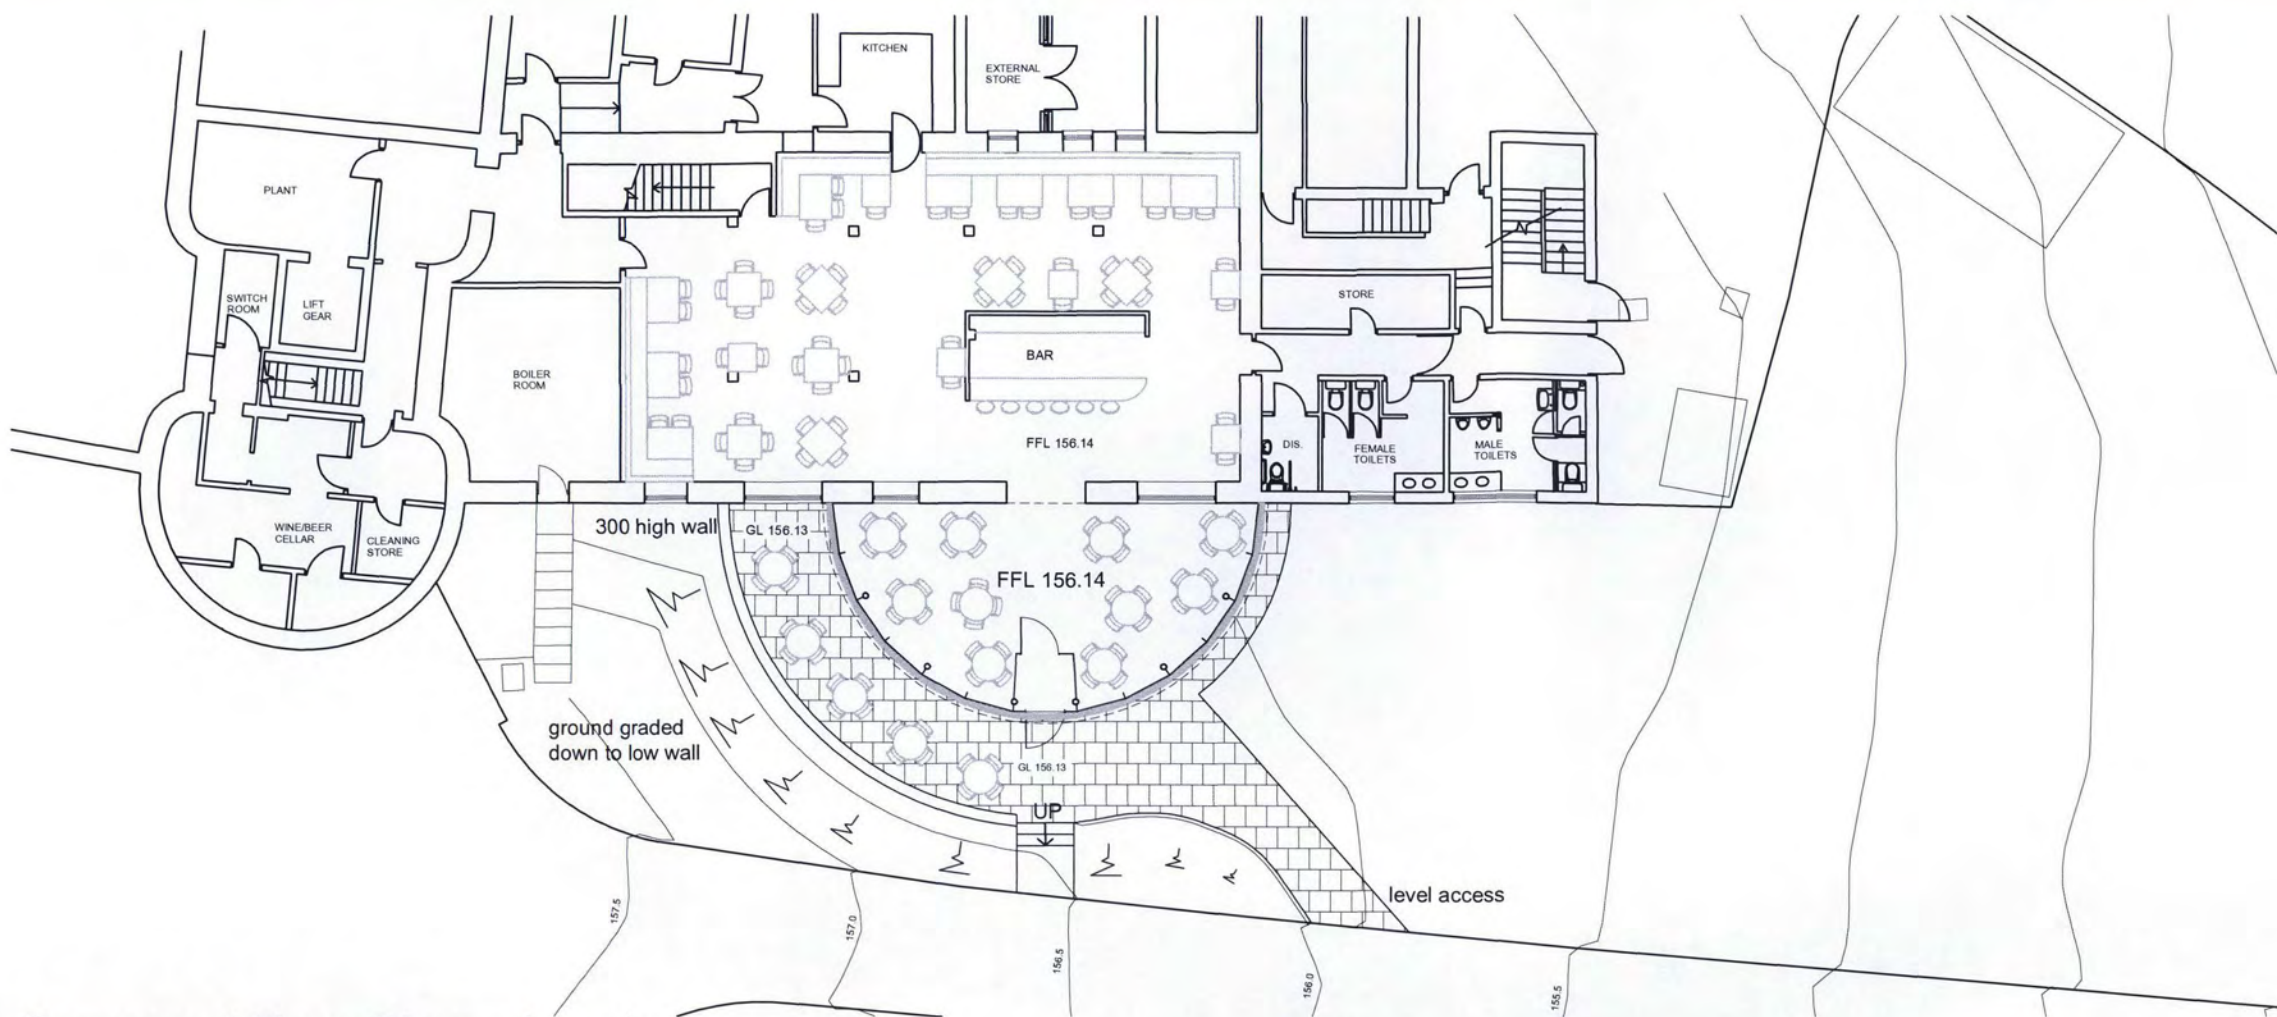 KITCHEN
EXTERNAL
STORE
PLANT
SWITCH
ROOM
LIFT
GEAR
STORE
BAR
BOILER
ROOM
FFL 156.14
DIS.
FEMALE
TOILETS
MALE
TOILETS
300 high wall
GL 156.13
WINE/BEER
CELLAR
CLEANING
STORE
FFL 156.14
ground graded
down to low wall
GL 156.13
UP
level access
157.5
157.0
156.5
156.0
155.5